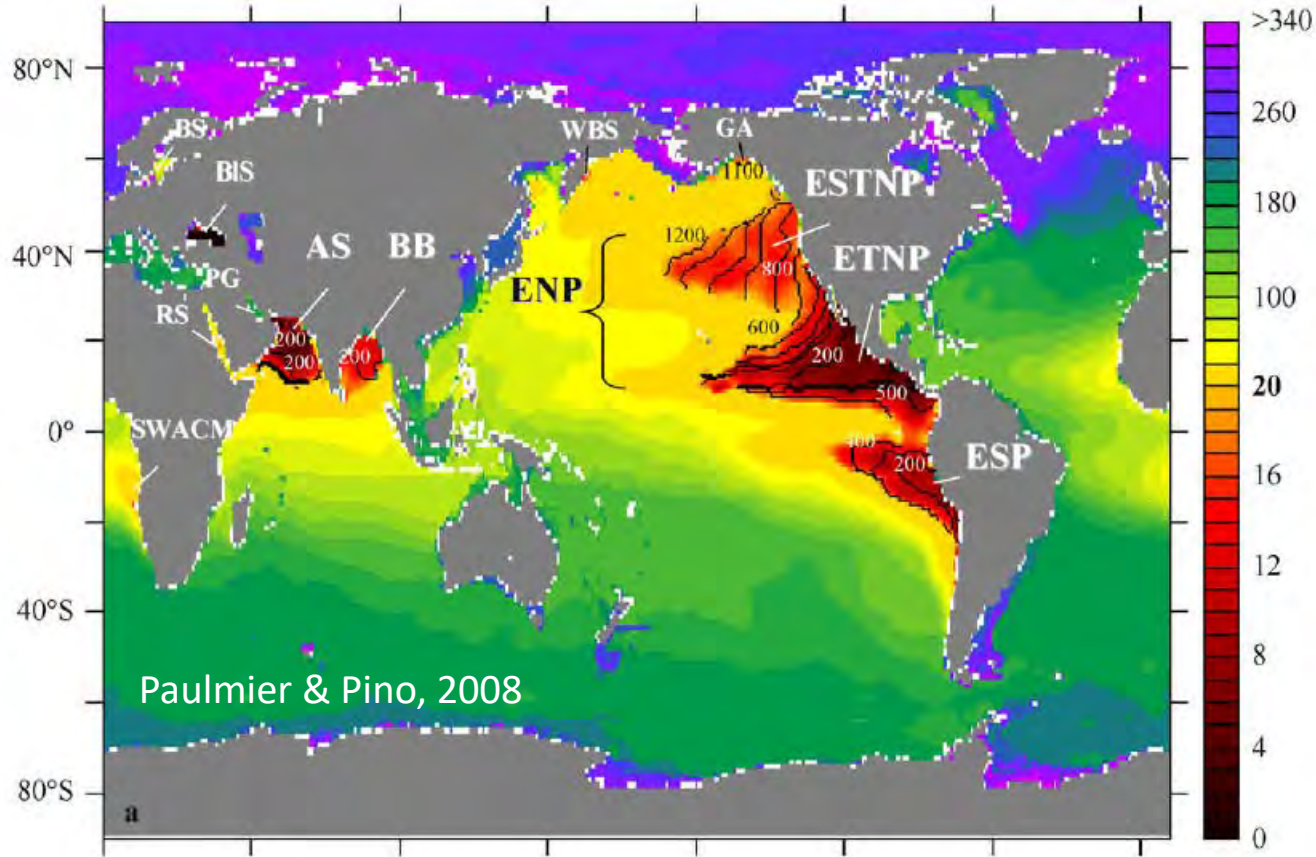 >340
80°N
260
BS
WBS
GA
BlS
1100
ESTNP
180
1200
40°N
AS
BB
ETNP
PG
ENP
800
100
RS
600
200
200
200
200
20
500
0°
SWACM
400
200
ESP
16
12
40°S
8
Paulmier & Pino, 2008
4
80°S
a
0